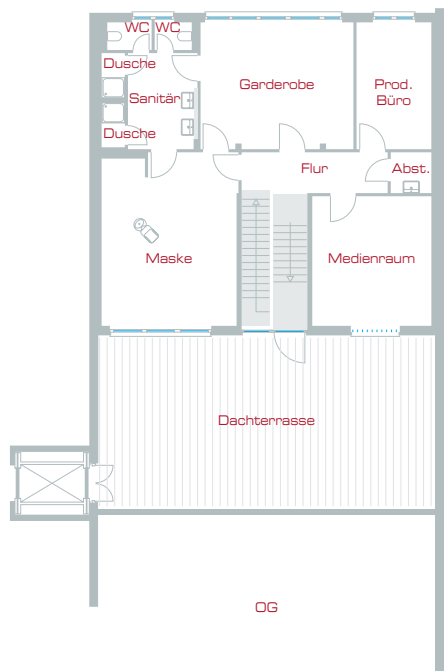 WC WC
Dusche
Sanitär
Dusche
Garderobe
Prod.
Büro
Flur
Abst.
Maske
Medienraum
Dachterrasse
OG